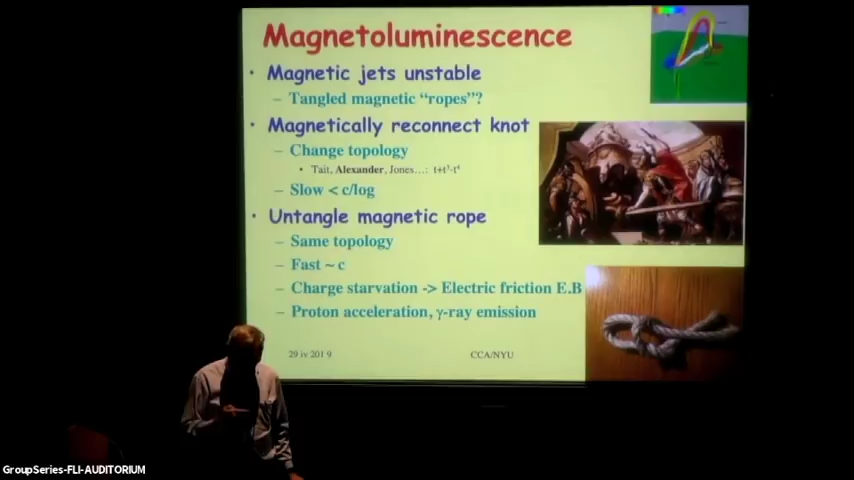 Magnetoluminescence
• Magnetic jets unstable
– Tangled magnetic “ropes”?
• Magnetically reconnect knot
– Change topology
• Tait, Alexander, Jones…: t+t³-t⁴
– Slow < c/log
• Untangle magnetic rope
– Same topology
– Fast ~ c
– Charge starvation -> Electric friction E.B
– Proton acceleration, γ-ray emission
29 iv 2019
CCA/NYU
GroupSeries-FLI-AUDITORIUM